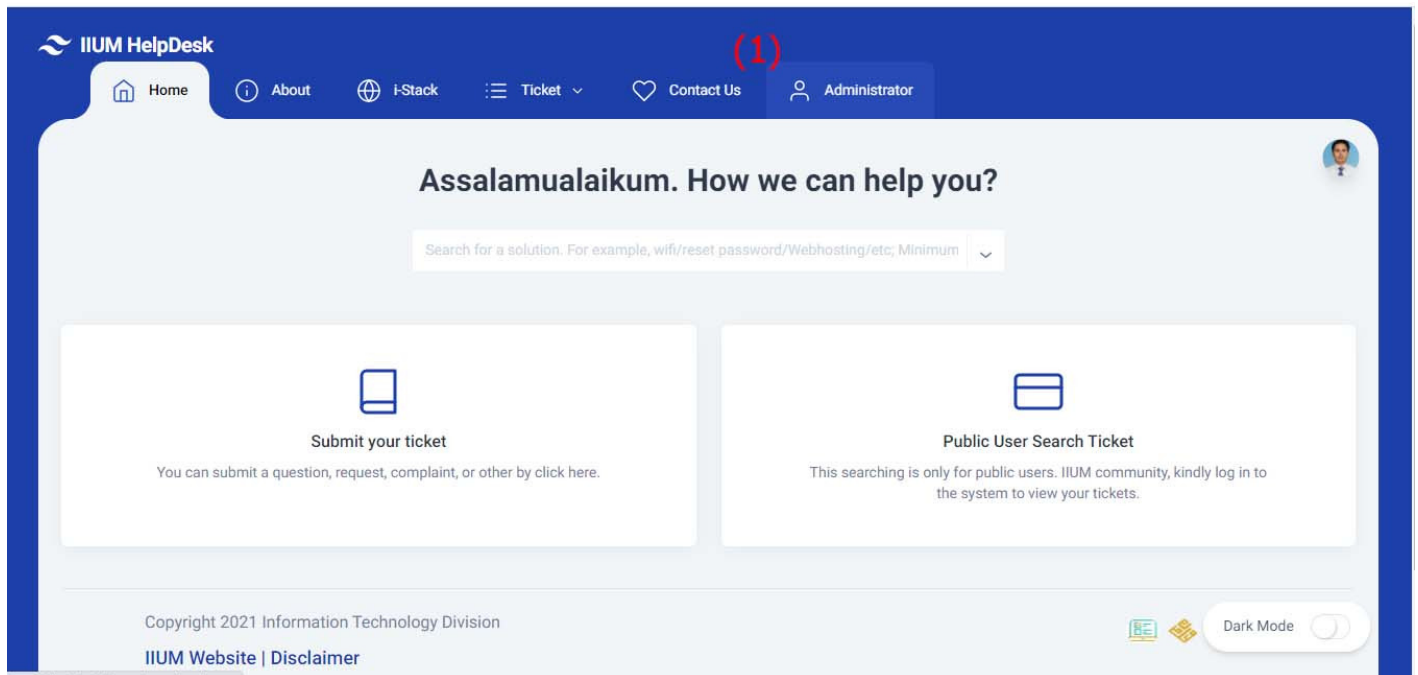 IIUM HelpDesk
(1)
Home
About
i-Stack
Ticket
Contact Us
Administrator
Assalamualaikum. How we can help you?
Search for a solution. For example, wifi/reset password/Webhosting/etc; Minimum
Submit your ticket
You can submit a question, request, complaint, or other by click here.
Public User Search Ticket
This searching is only for public users. IIUM community, kindly log in to
the system to view your tickets.
Copyright 2021 Information Technology Division
IIUM Website | Disclaimer
Dark Mode